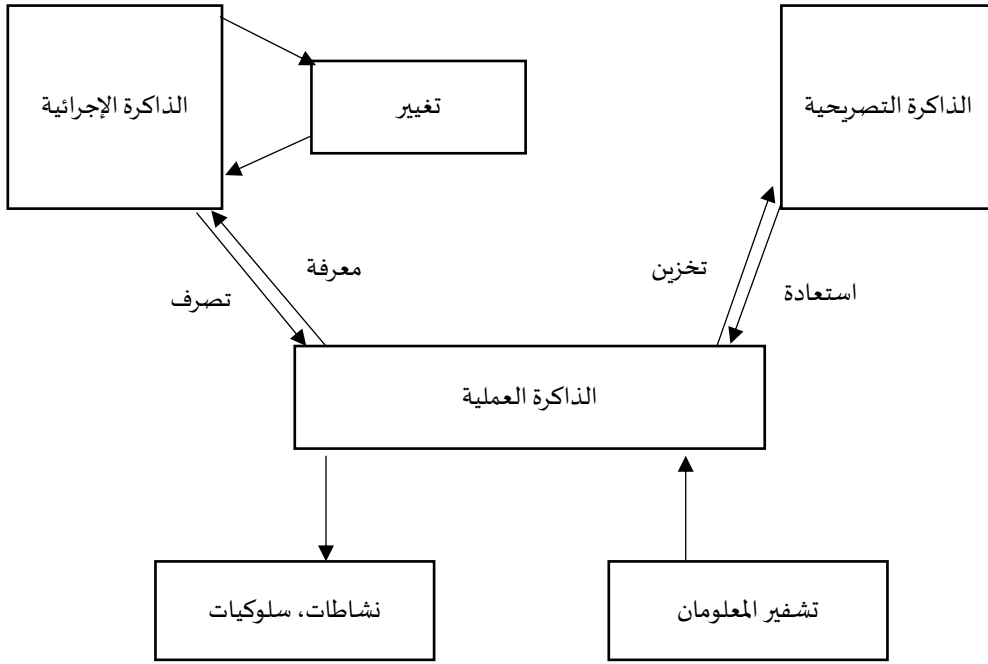 الذاكرة التصريحية
تغيير
الذاكرة الإجرائية
معرفة
تخزين
تصرف
استعادة
الذاكرة العملية
تشفير المعلومان
نشاطات، سلوكيات